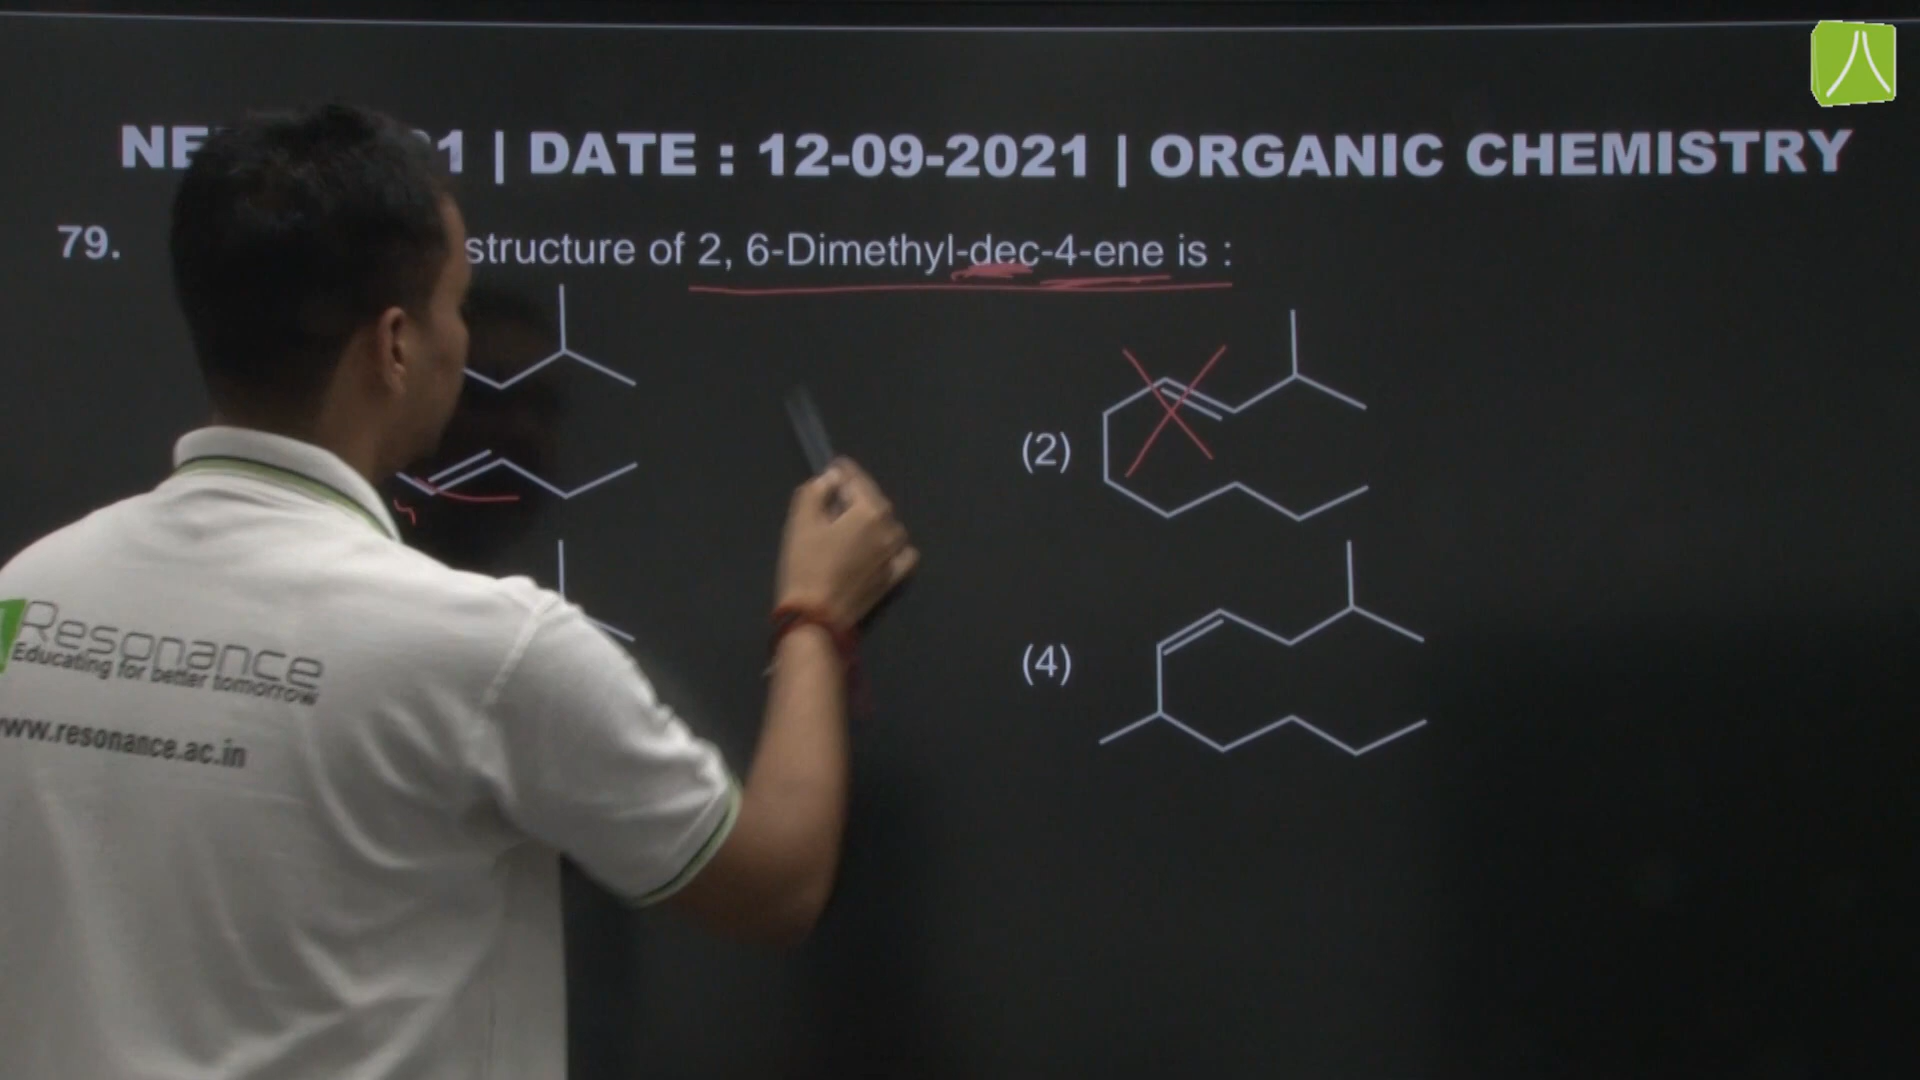 1 | DATE : 12-09-2021 | ORGANIC CHEMISTRY
79. structure of 2, 6-Dimethyl-dec-4-ene is :
(2)
4
(4)
Resonance
Educating for better tomorrow
www.resonance.ac.in